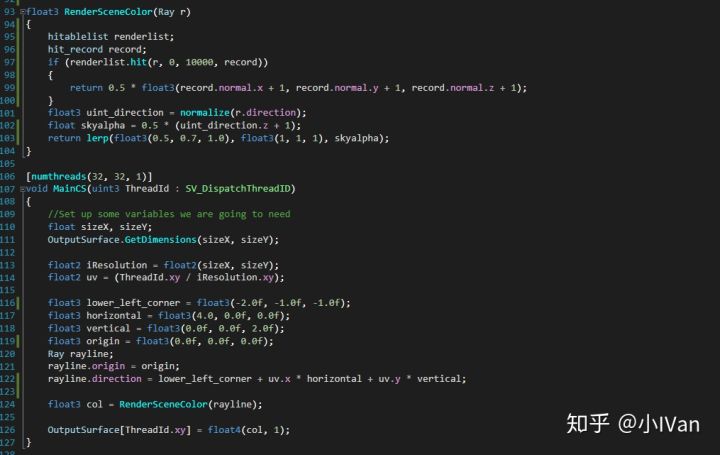 93 float3 RenderSceneColor(Ray r)
94 {
95 hitablelist renderlist;
96 hit_record record;
97 if (renderlist.hit(r, 0, 10000, record))
98 {
99 return 0.5 * float3(record.normal.x + 1, record.normal.y + 1, record.normal.z + 1);
100 }
101 float3 uint_direction = normalize(r.direction);
102 float skyalpha = 0.5 * (uint_direction.z + 1);
103 return lerp(float3(0.5, 0.7, 1.0), float3(1, 1, 1), skyalpha);
104 }
105
106 [numthreads(32, 32, 1)]
107 void MainCS(uint3 ThreadId : SV_DispatchThreadID)
108 {
109 //Set up some variables we are going to need
110 float sizeX, sizeY;
111 OutputSurface.GetDimensions(sizeX, sizeY);
112
113 float2 iResolution = float2(sizeX, sizeY);
114 float2 uv = (ThreadId.xy / iResolution.xy);
115
116 float3 lower_left_corner = float3(-2.0f, -1.0f, -1.0f);
117 float3 horizontal = float3(4.0, 0.0f, 0.0f);
118 float3 vertical = float3(0.0f, 0.0f, 2.0f);
119 float3 origin = float3(0.0f, 0.0f, 0.0f);
120 Ray rayline;
121 rayline.origin = origin;
122 rayline.direction = lower_left_corner + uv.x * horizontal + uv.y * vertical;
123
124 float3 col = RenderSceneColor(rayline);
125
126 OutputSurface[ThreadId.xy] = float4(col, 1);
127 }
知乎 @小IVan